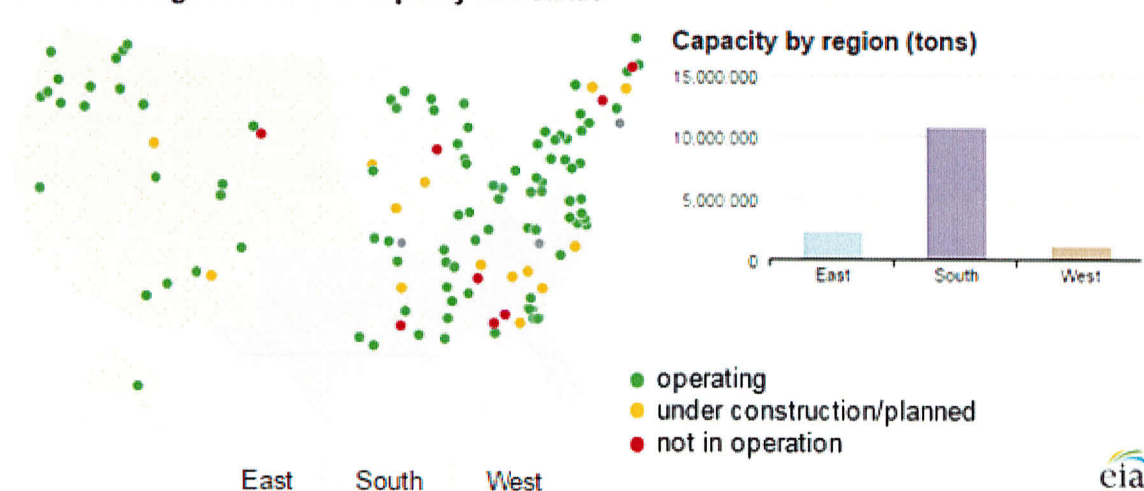 Capacity by region (tons)
15,000,000
10,000,000
5,000,000
0
East South West
operating
under construction/planned
not in operation
East South West
eia